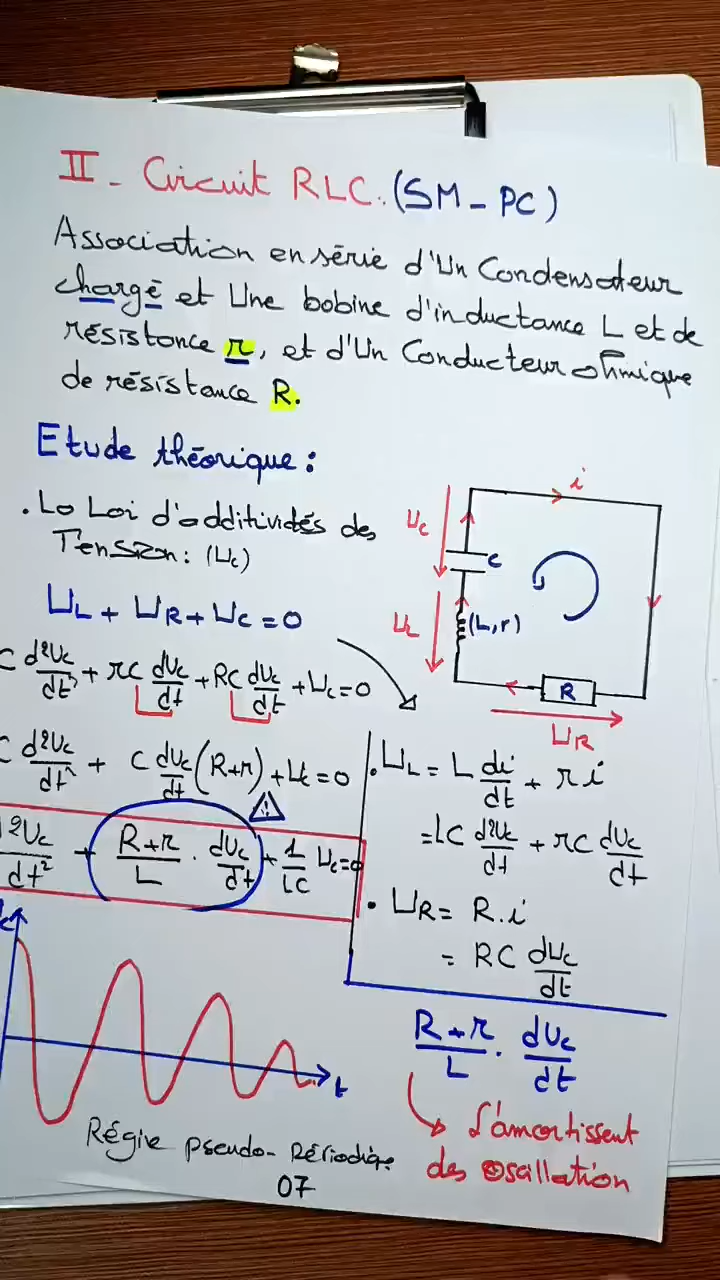 II - Circuit RLC. (SM - PC)
Association en série d'Un Condensateur
chargé et Une bobine d'inductance L et de
résistance r, et d'Un Conducteur ohmique
de résistance R.
Etude théorique :
. La Loi d'additivités des
Tension : (Uc)
UL + UR + Uc = 0
C d²Uc/dt² + rC dUc/dt + RC dUc/dt + Uc = 0
C d²Uc/dt² + C dUc/dt (R+r) + Uc = 0
d²Uc/dt² + R+r/L . dUc/dt + 1/LC Uc = 0
i
Uc
C
UL
(L,r)
R
UR
. UL = L di/dt + r i
= LC d²Uc/dt + rC dUc/dt
. UR = R.i
= RC dUc/dt
R+r/L . dUc/dt
L'amortissent
des oscillation
t
Régie pseudo-Périodiqe
07